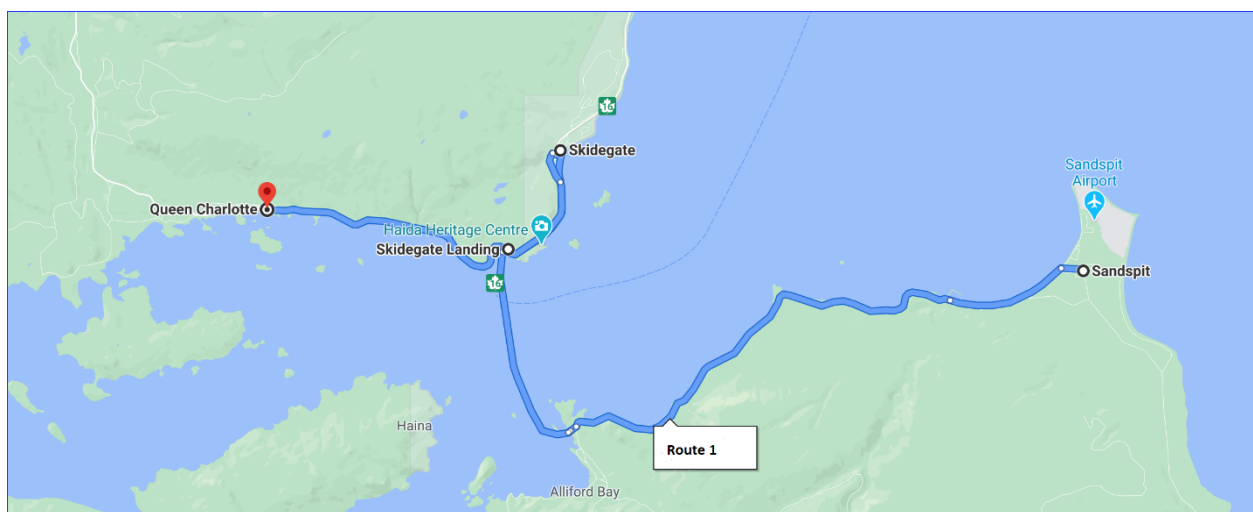 16
Skidegate
Sandspit
Airport
Queen Charlotte
Haida Heritage Centre
Skidegate Landing
16
Sandspit
Haina
Route 1
Alliford Bay